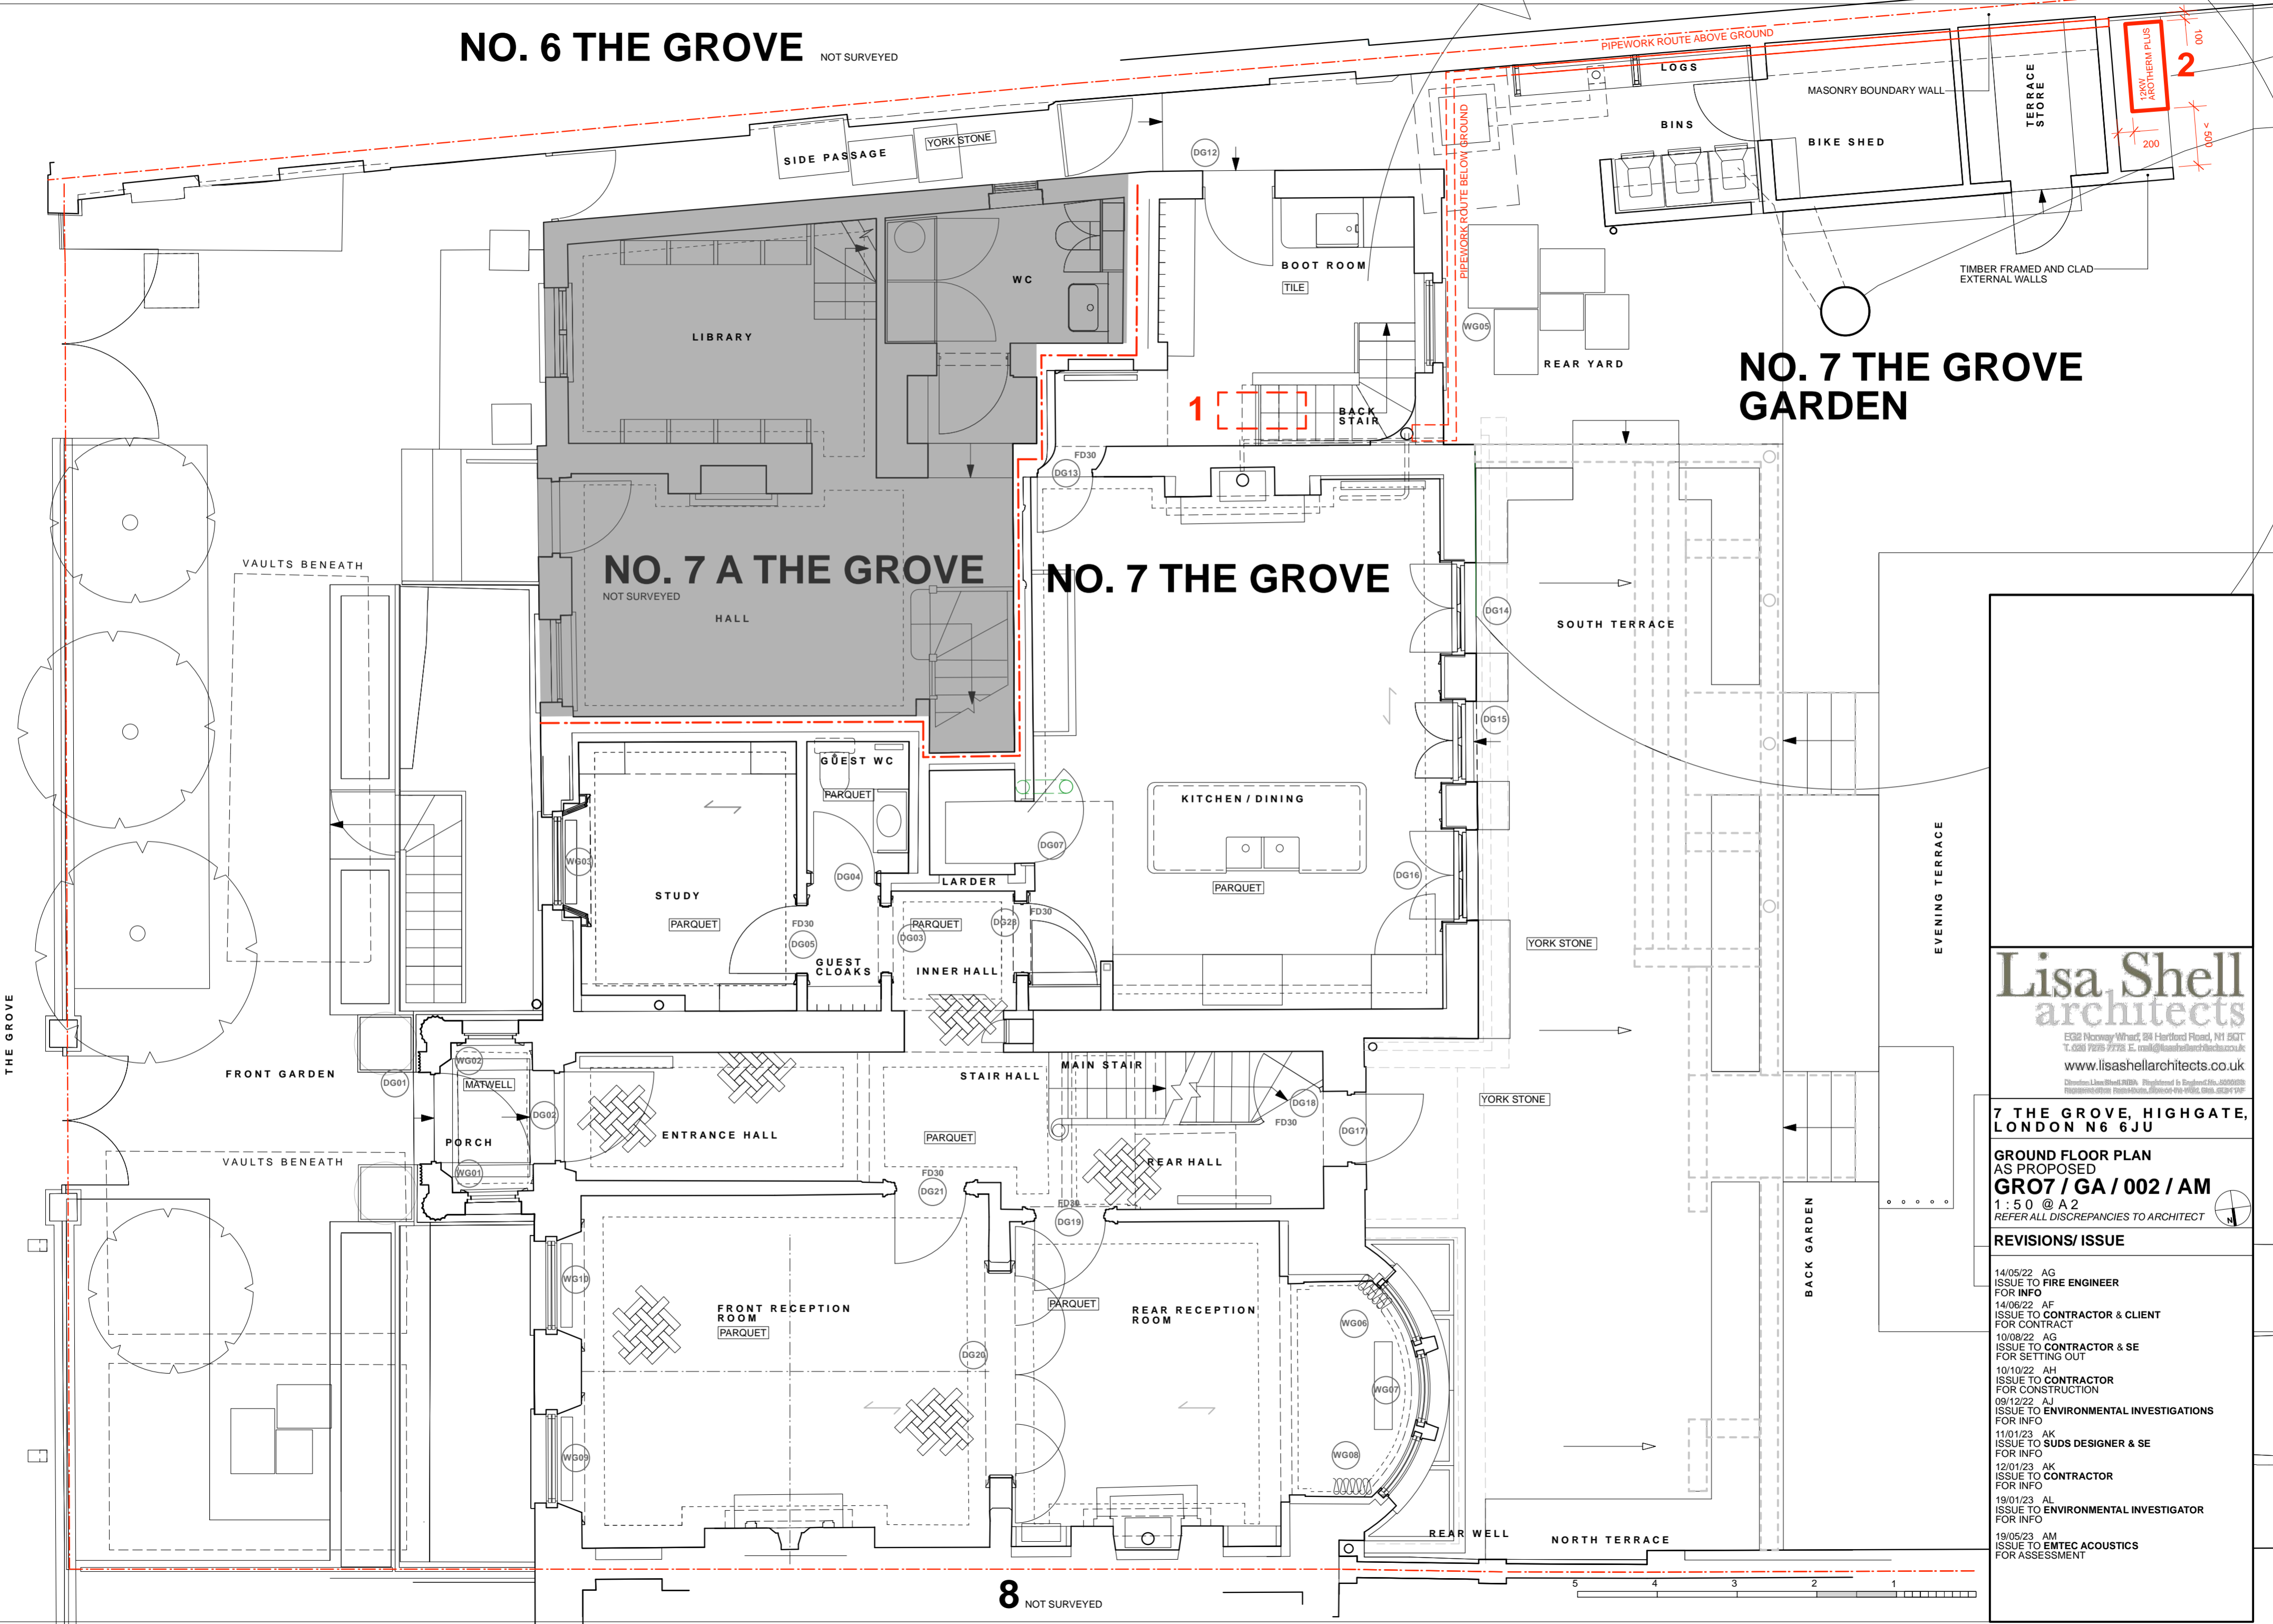 NO. 6 THE GROVE NOT SURVEYED
PIPEWORK ROUTE ABOVE GROUND
LOGS
MASONRY BOUNDARY WALL
TERRACE
STORE
12KW
AROTHERM PLUS
2
100
> 500
200
BINS
BIKE SHED
SIDE PASSAGE
YORK STONE
DG12
PIPEWORK ROUTE BELOW GROUND
BOOT ROOM
TILE
WC
LIBRARY
WG05
REAR YARD
TIMBER FRAMED AND CLAD
EXTERNAL WALLS
NO. 7 THE GROVE
GARDEN
1
BACK
STAIR
FD30
DG13
VAULTS BENEATH
NO. 7 A THE GROVE
NOT SURVEYED
HALL
NO. 7 THE GROVE
DG14
SOUTH TERRACE
DG15
GUEST WC
PARQUET
KITCHEN / DINING
WG03
DG07
DG04
DG16
LARDER
PARQUET
STUDY
PARQUET
FD30
DG05
PARQUET
DG03
DG28
FD30
GUEST
CLOAKS
INNER HALL
YORK STONE
EVENING TERRACE
THE GROVE
FRONT GARDEN
DG01
WG02
MATWELL
DG02
PORCH
WG01
STAIR HALL
MAIN STAIR
ENTRANCE HALL
PARQUET
DG18
FD30
DG17
YORK STONE
REAR HALL
VAULTS BENEATH
FD30
DG21
FD30
DG19
BACK GARDEN
WG10
FRONT RECEPTION
ROOM
PARQUET
PARQUET
REAR RECEPTION
ROOM
WG06
DG20
WG07
WG09
WG08
REAR WELL
NORTH TERRACE
8 NOT SURVEYED
5 4 3 2 1
Lisa Shell
architects
www.lisashellarchitects.co.uk
7 THE GROVE, HIGHGATE,
LONDON N6 6JU
GROUND FLOOR PLAN
AS PROPOSED
GRO7 / GA / 002 / AM
1:50 @ A2
REFER ALL DISCREPANCIES TO ARCHITECT
N
REVISIONS/ ISSUE
14/05/22 AG
ISSUE TO FIRE ENGINEER
FOR INFO
14/06/22 AF
ISSUE TO CONTRACTOR & CLIENT
FOR CONTRACT
10/08/22 AG
ISSUE TO CONTRACTOR & SE
FOR SETTING OUT
10/10/22 AH
ISSUE TO CONTRACTOR
FOR CONSTRUCTION
09/12/22 AJ
ISSUE TO ENVIRONMENTAL INVESTIGATIONS
FOR INFO
11/01/23 AK
ISSUE TO SUDS DESIGNER & SE
FOR INFO
12/01/23 AK
ISSUE TO CONTRACTOR
FOR INFO
19/01/23 AL
ISSUE TO ENVIRONMENTAL INVESTIGATOR
FOR INFO
19/05/23 AM
ISSUE TO EMTEC ACOUSTICS
FOR ASSESSMENT